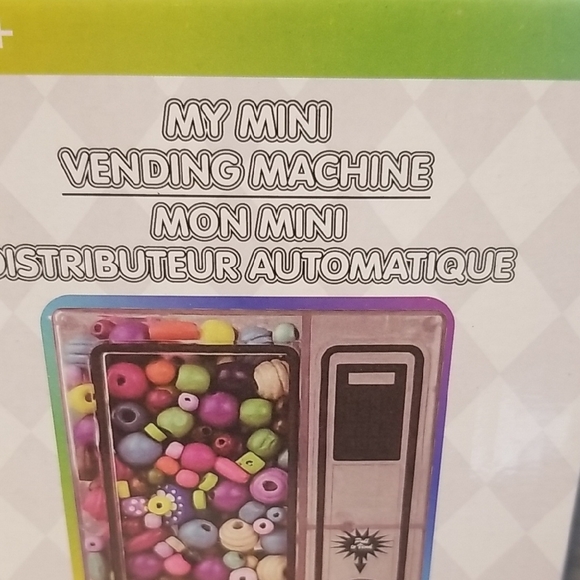 +
MY MINI
VENDING MACHINE
MON MINI
DISTRIBUTEUR AUTOMATIQUE